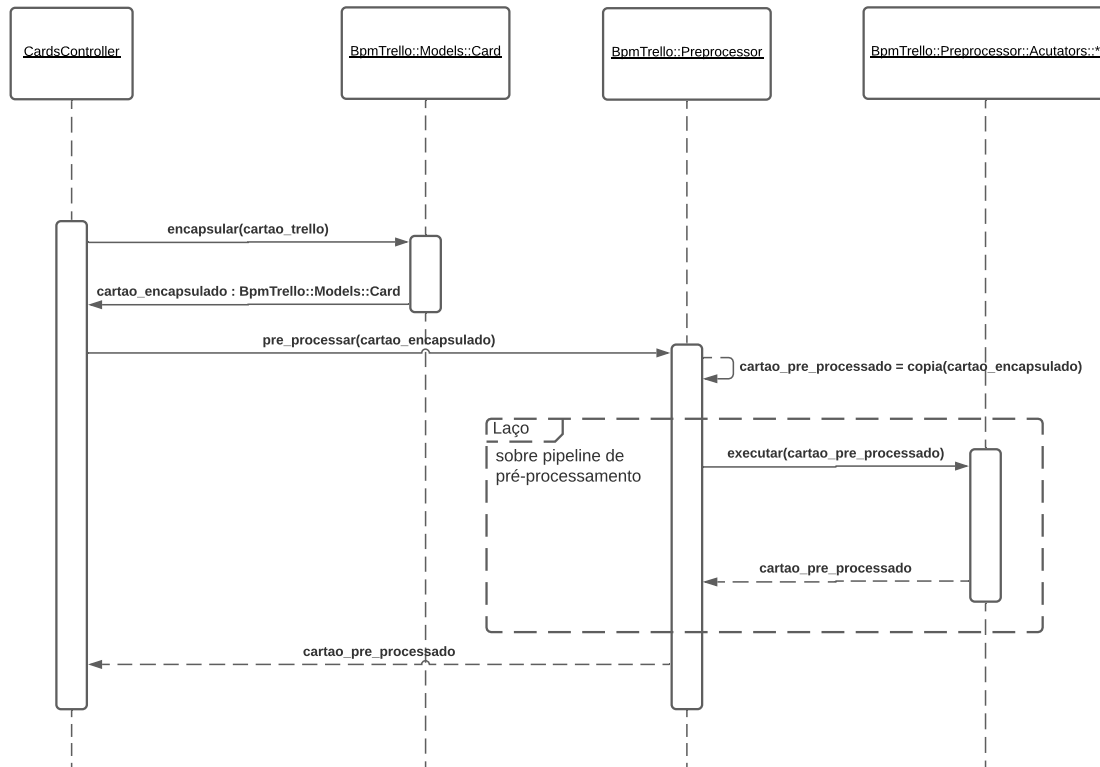 CardsController
BpmTrello::Models::Card
BpmTrello::Preprocessor
BpmTrello::Preprocessor::Acutators::*
encapsular(cartao_trello)
cartao_encapsulado : BpmTrello::Models::Card
pre_processar(cartao_encapsulado)
cartao_pre_processado = copia(cartao_encapsulado)
Laço
sobre pipeline de
pré-processamento
executar(cartao_pre_processado)
cartao_pre_processado
cartao_pre_processado